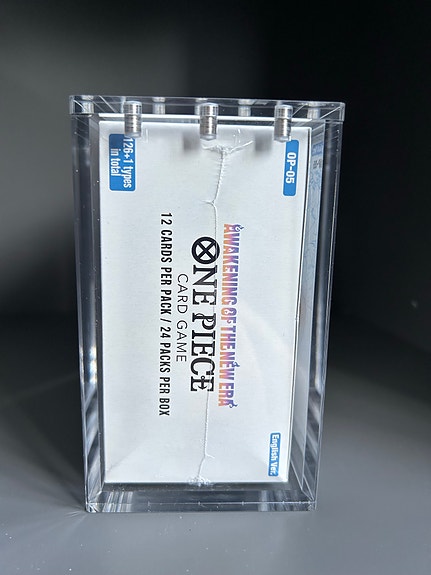 126+1 types
in total
OP-05
AWAKENING OF THE NEW ERA
ONE PIECE
CARD GAME
12 CARDS PER PACK / 24 PACKS PER BOX
English Ver.